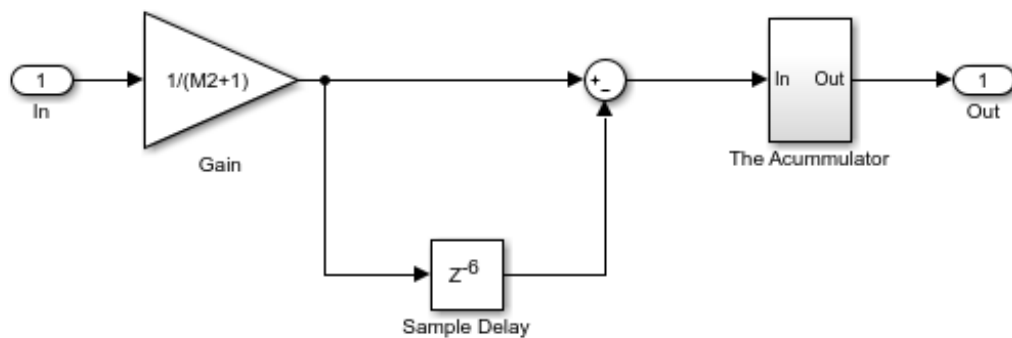 1
In
1/(M2+1)
Gain
+
-
In Out
The Acummulator
1
Out
Z-6
Sample Delay